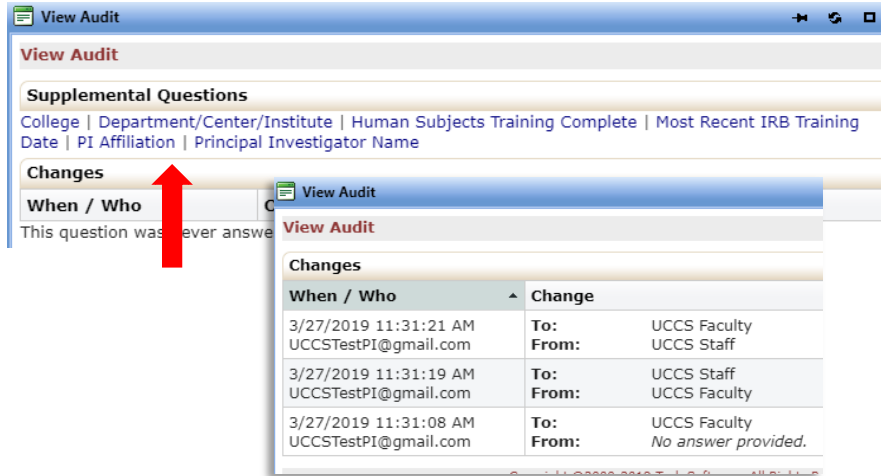 View Audit
View Audit
Supplemental Questions
College | Department/Center/Institute | Human Subjects Training Complete | Most Recent IRB Training
Date | PI Affiliation | Principal Investigator Name
Changes
When / Who
This question was ever answe
View Audit
View Audit
Changes
When / Who Change
3/27/2019 11:31:21 AM To: UCCS Faculty
UCCSTestPI@gmail.com From: UCCS Staff
3/27/2019 11:31:19 AM To: UCCS Staff
UCCSTestPI@gmail.com From: UCCS Faculty
3/27/2019 11:31:08 AM To: UCCS Faculty
UCCSTestPI@gmail.com From: No answer provided.